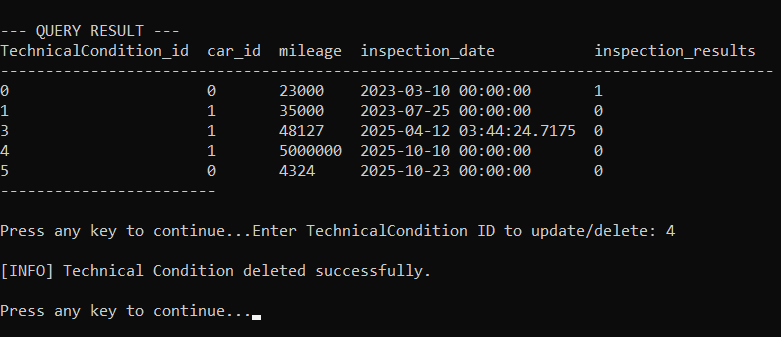 --- QUERY RESULT ---
TechnicalCondition_id  car_id  mileage  inspection_date           inspection_results
--------------------------------------------------------------------------------------
0                      0       23000    2023-03-10 00:00:00       1
1                      1       35000    2023-07-25 00:00:00       0
3                      1       48127    2025-04-12 03:44:24.7175  0
4                      1       5000000  2025-10-10 00:00:00       0
5                      0       4324     2025-10-23 00:00:00       0
------------------------
Press any key to continue...Enter TechnicalCondition ID to update/delete: 4
[INFO] Technical Condition deleted successfully.
Press any key to continue...